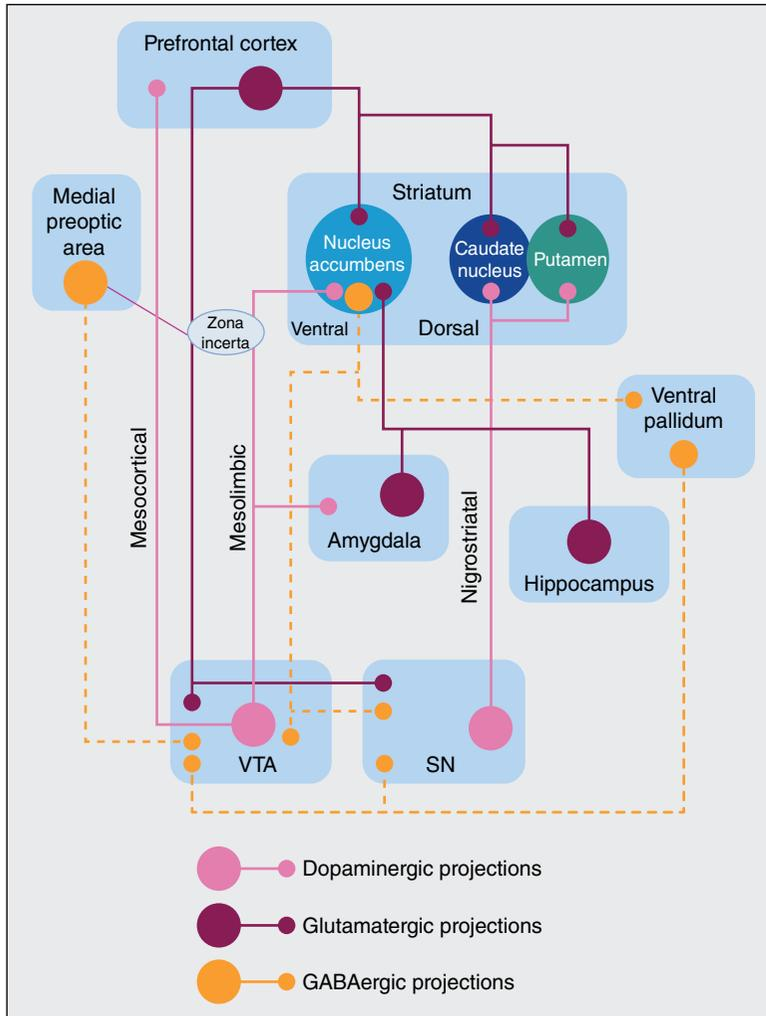 Prefrontal cortex
Medial
preoptic
area
Striatum
Nucleus
accumbens
Caudate
nucleus
Putamen
Zona
incerta
Ventral
Dorsal
Ventral
pallidum
Mesocortical
Mesolimbic
Nigrostriatal
Amygdala
Hippocampus
VTA
SN
Dopaminergic projections
Glutamatergic projections
GABAergic projections